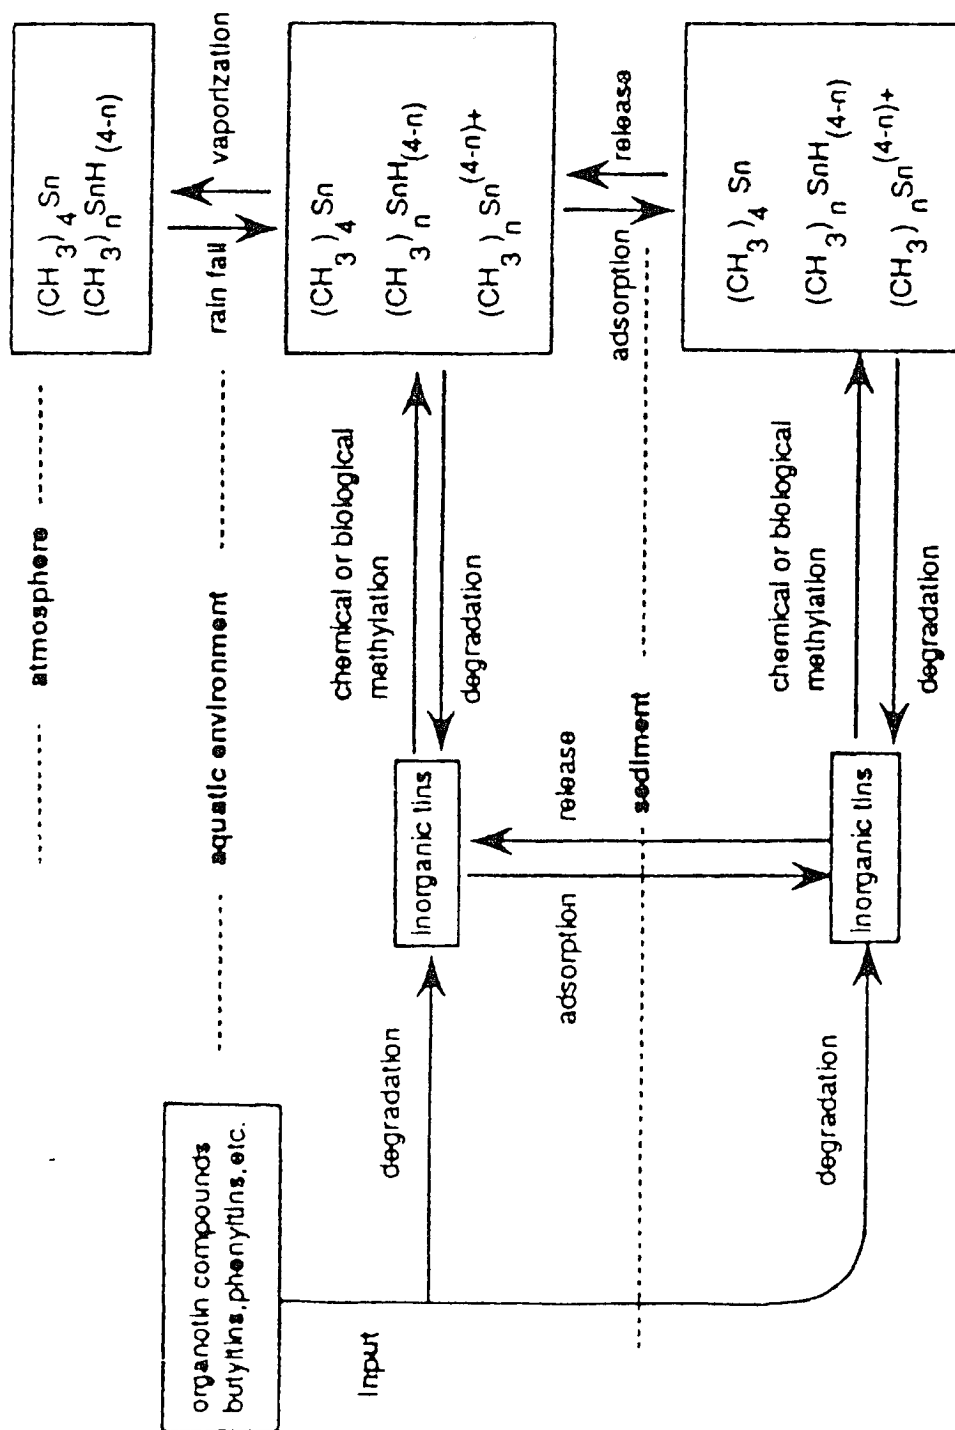 atmosphere
(CH3)4Sn
(CH3)nSnH(4-n)
vaporization
rain fall
aquatic environment
organotin compounds
butyltins,phenyltins,etc.
Input
degradation
Inorganic tins
chemical or biological
methylation
degradation
(CH3)4Sn
(CH3)nSnH(4-n)
(CH3)nSn(4-n)+
adsorption
release
adsorption
release
sediment
degradation
Inorganic tins
chemical or biological
methylation
degradation
(CH3)4Sn
(CH3)nSnH(4-n)
(CH3)nSn(4-n)+